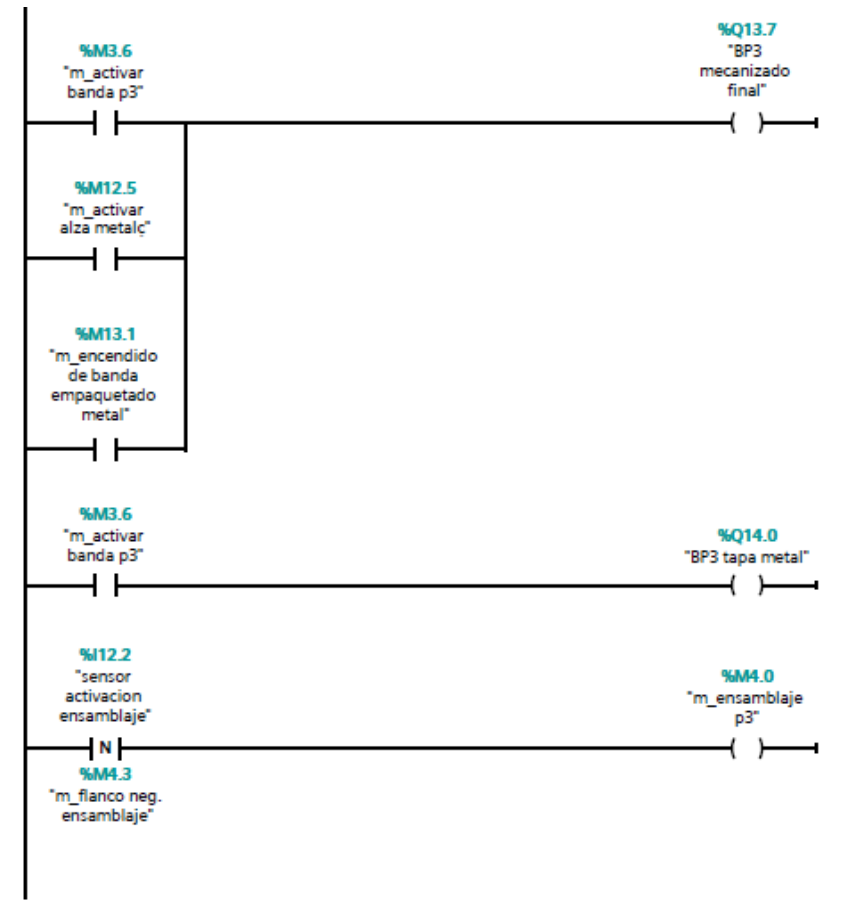 %M3.6
"m_activar
banda p3"
%Q13.7
"BP3
mecanizado
final"
%M12.5
"m_activar
alza metalç"
%M13.1
"m_encendido
de banda
empaquetado
metal"
%M3.6
"m_activar
banda p3"
%Q14.0
"BP3 tapa metal"
%I12.2
"sensor
activacion
ensamblaje"
N
%M4.3
"m_flanco neg.
ensamblaje"
%M4.0
"m_ensamblaje
p3"